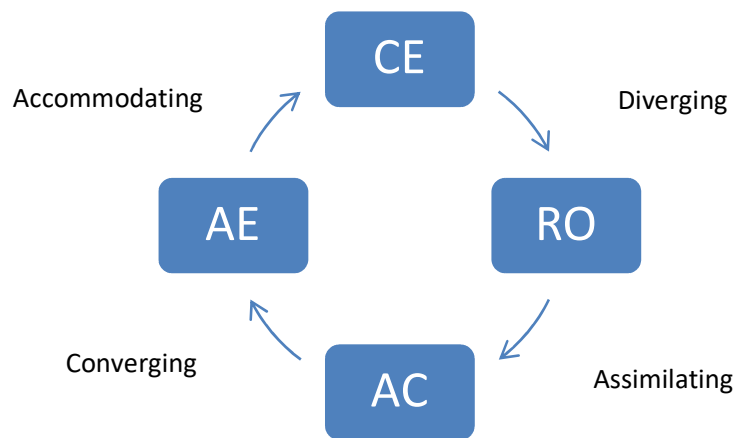 CE
Accommodating
Diverging
AE
RO
Converging
AC
Assimilating